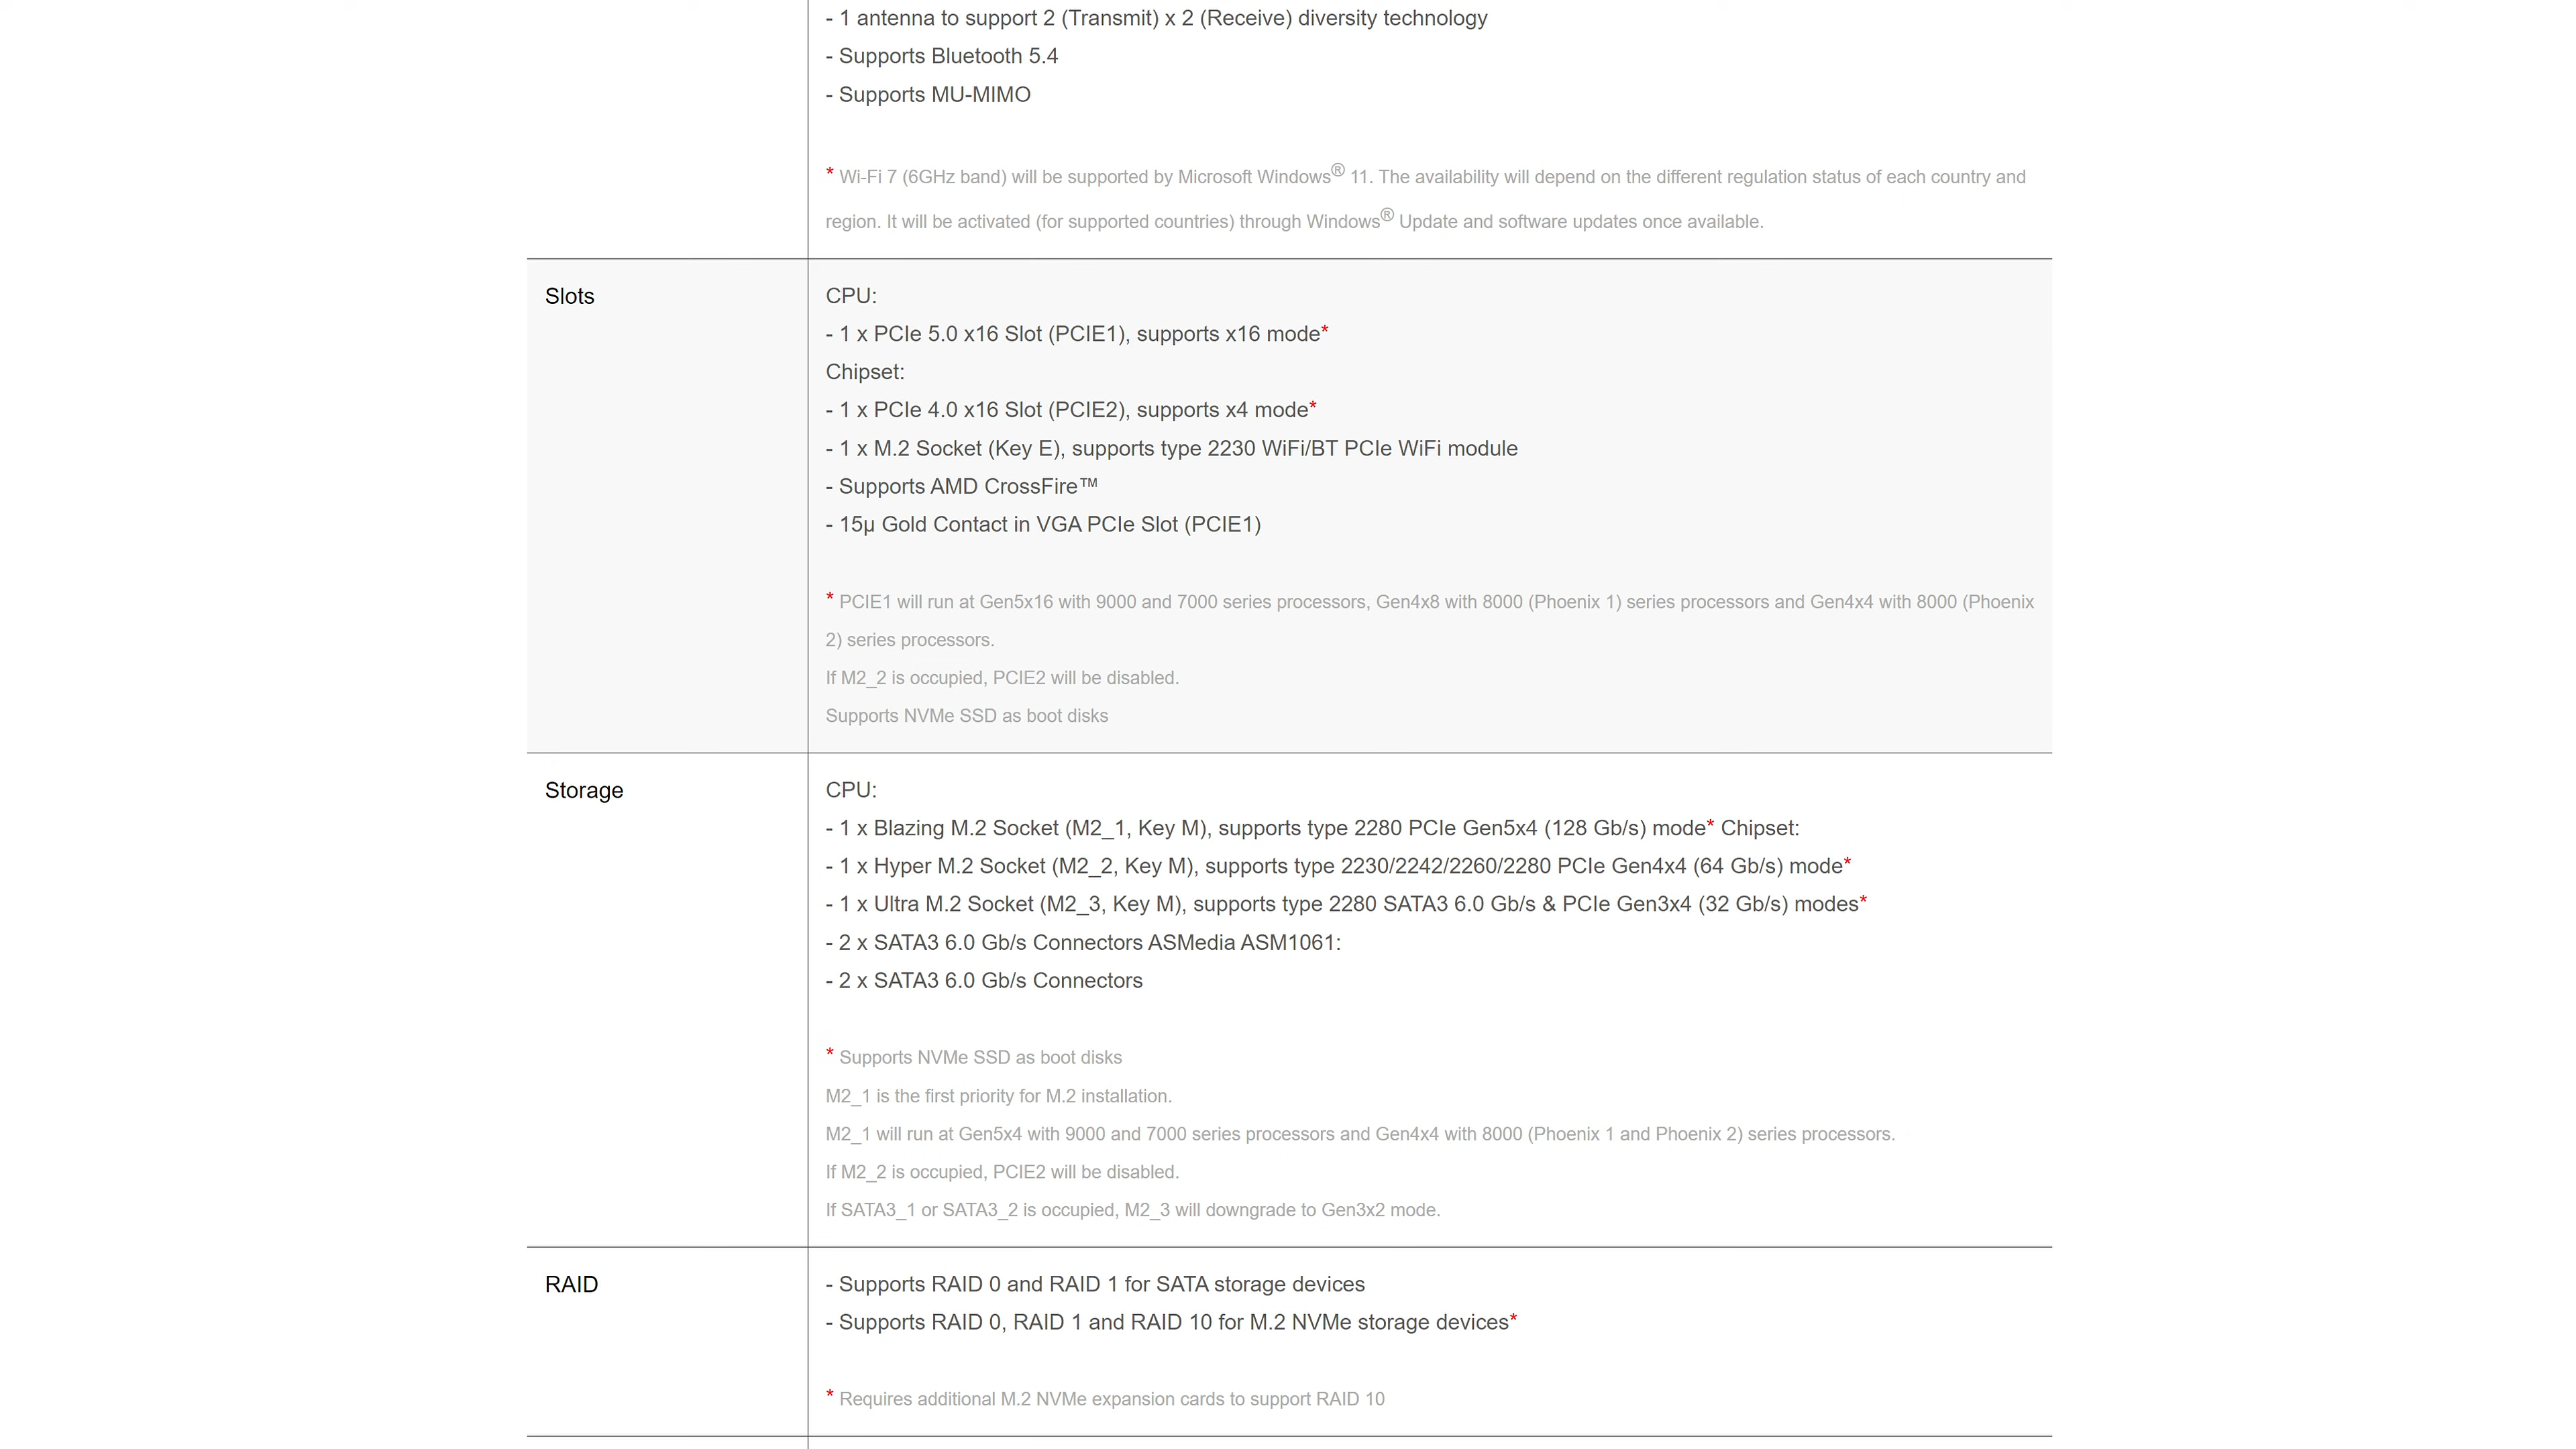 - 1 antenna to support 2 (Transmit) x 2 (Receive) diversity technology
- Supports Bluetooth 5.4
- Supports MU-MIMO
* Wi-Fi 7 (6GHz band) will be supported by Microsoft Windows® 11. The availability will depend on the different regulation status of each country and
region. It will be activated (for supported countries) through Windows® Update and software updates once available.
Slots
CPU:
- 1 x PCIe 5.0 x16 Slot (PCIE1), supports x16 mode*
Chipset:
- 1 x PCIe 4.0 x16 Slot (PCIE2), supports x4 mode*
- 1 x M.2 Socket (Key E), supports type 2230 WiFi/BT PCIe WiFi module
- Supports AMD CrossFire™
- 15μ Gold Contact in VGA PCIe Slot (PCIE1)
* PCIE1 will run at Gen5x16 with 9000 and 7000 series processors, Gen4x8 with 8000 (Phoenix 1) series processors and Gen4x4 with 8000 (Phoenix
2) series processors.
If M2_2 is occupied, PCIE2 will be disabled.
Supports NVMe SSD as boot disks
Storage
CPU:
- 1 x Blazing M.2 Socket (M2_1, Key M), supports type 2280 PCIe Gen5x4 (128 Gb/s) mode* Chipset:
- 1 x Hyper M.2 Socket (M2_2, Key M), supports type 2230/2242/2260/2280 PCIe Gen4x4 (64 Gb/s) mode*
- 1 x Ultra M.2 Socket (M2_3, Key M), supports type 2280 SATA3 6.0 Gb/s & PCIe Gen3x4 (32 Gb/s) modes*
- 2 x SATA3 6.0 Gb/s Connectors ASMedia ASM1061:
- 2 x SATA3 6.0 Gb/s Connectors
* Supports NVMe SSD as boot disks
M2_1 is the first priority for M.2 installation.
M2_1 will run at Gen5x4 with 9000 and 7000 series processors and Gen4x4 with 8000 (Phoenix 1 and Phoenix 2) series processors.
If M2_2 is occupied, PCIE2 will be disabled.
If SATA3_1 or SATA3_2 is occupied, M2_3 will downgrade to Gen3x2 mode.
RAID
- Supports RAID 0 and RAID 1 for SATA storage devices
- Supports RAID 0, RAID 1 and RAID 10 for M.2 NVMe storage devices*
* Requires additional M.2 NVMe expansion cards to support RAID 10